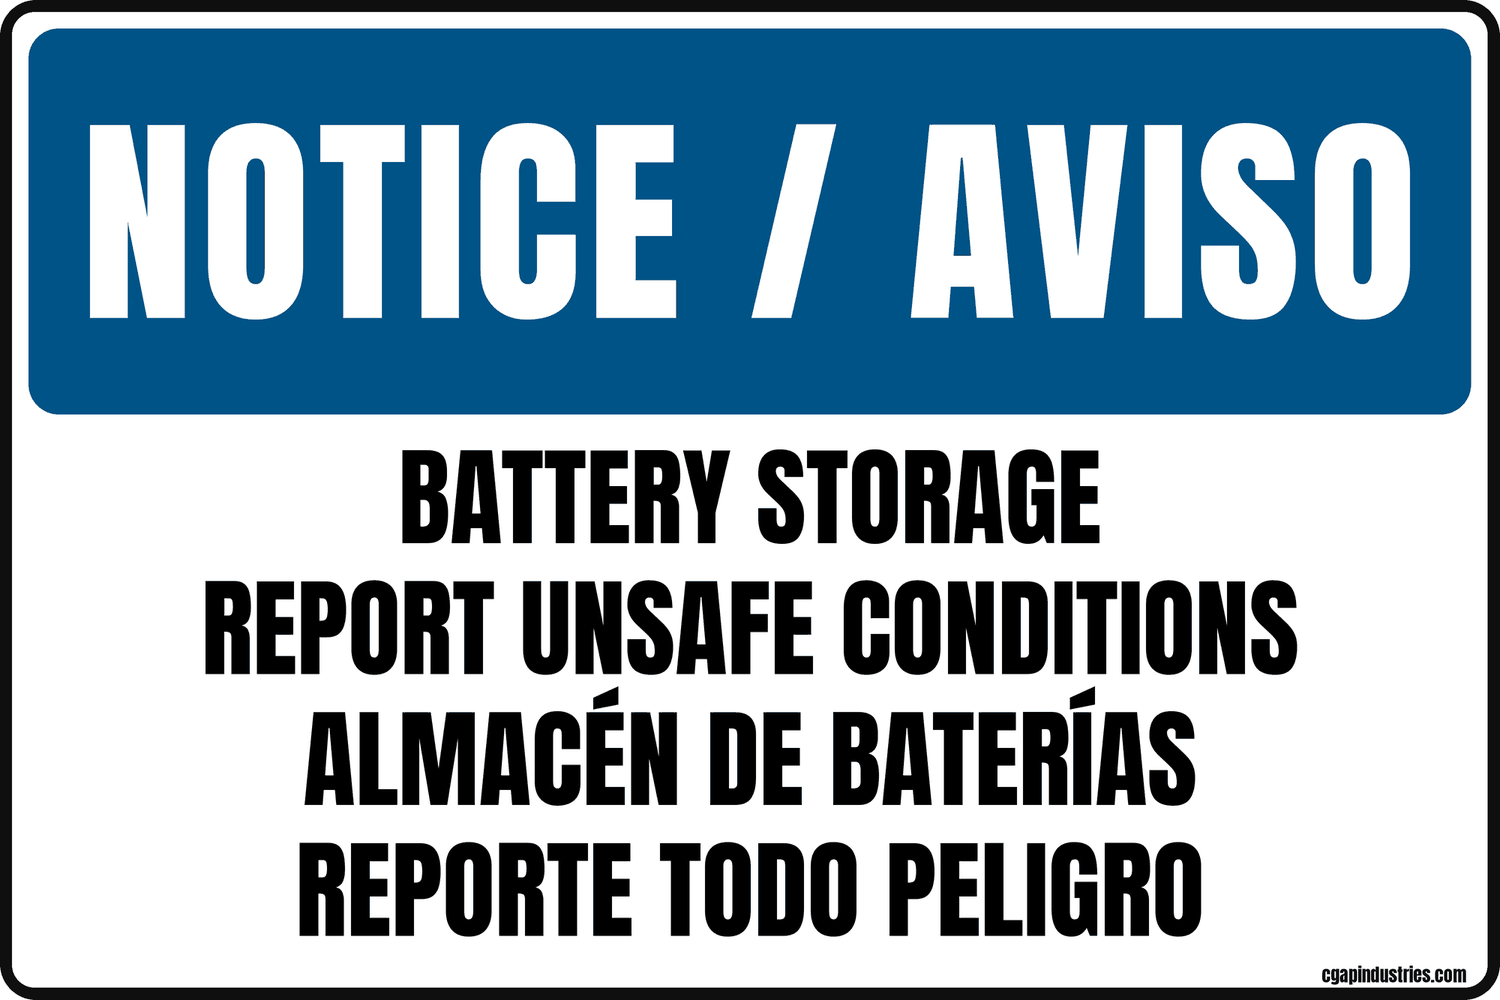 NOTICE / AVISO
BATTERY STORAGE
REPORT UNSAFE CONDITIONS
ALMACÉN DE BATERÍAS
REPORTE TODO PELIGRO
cgapindustries.com